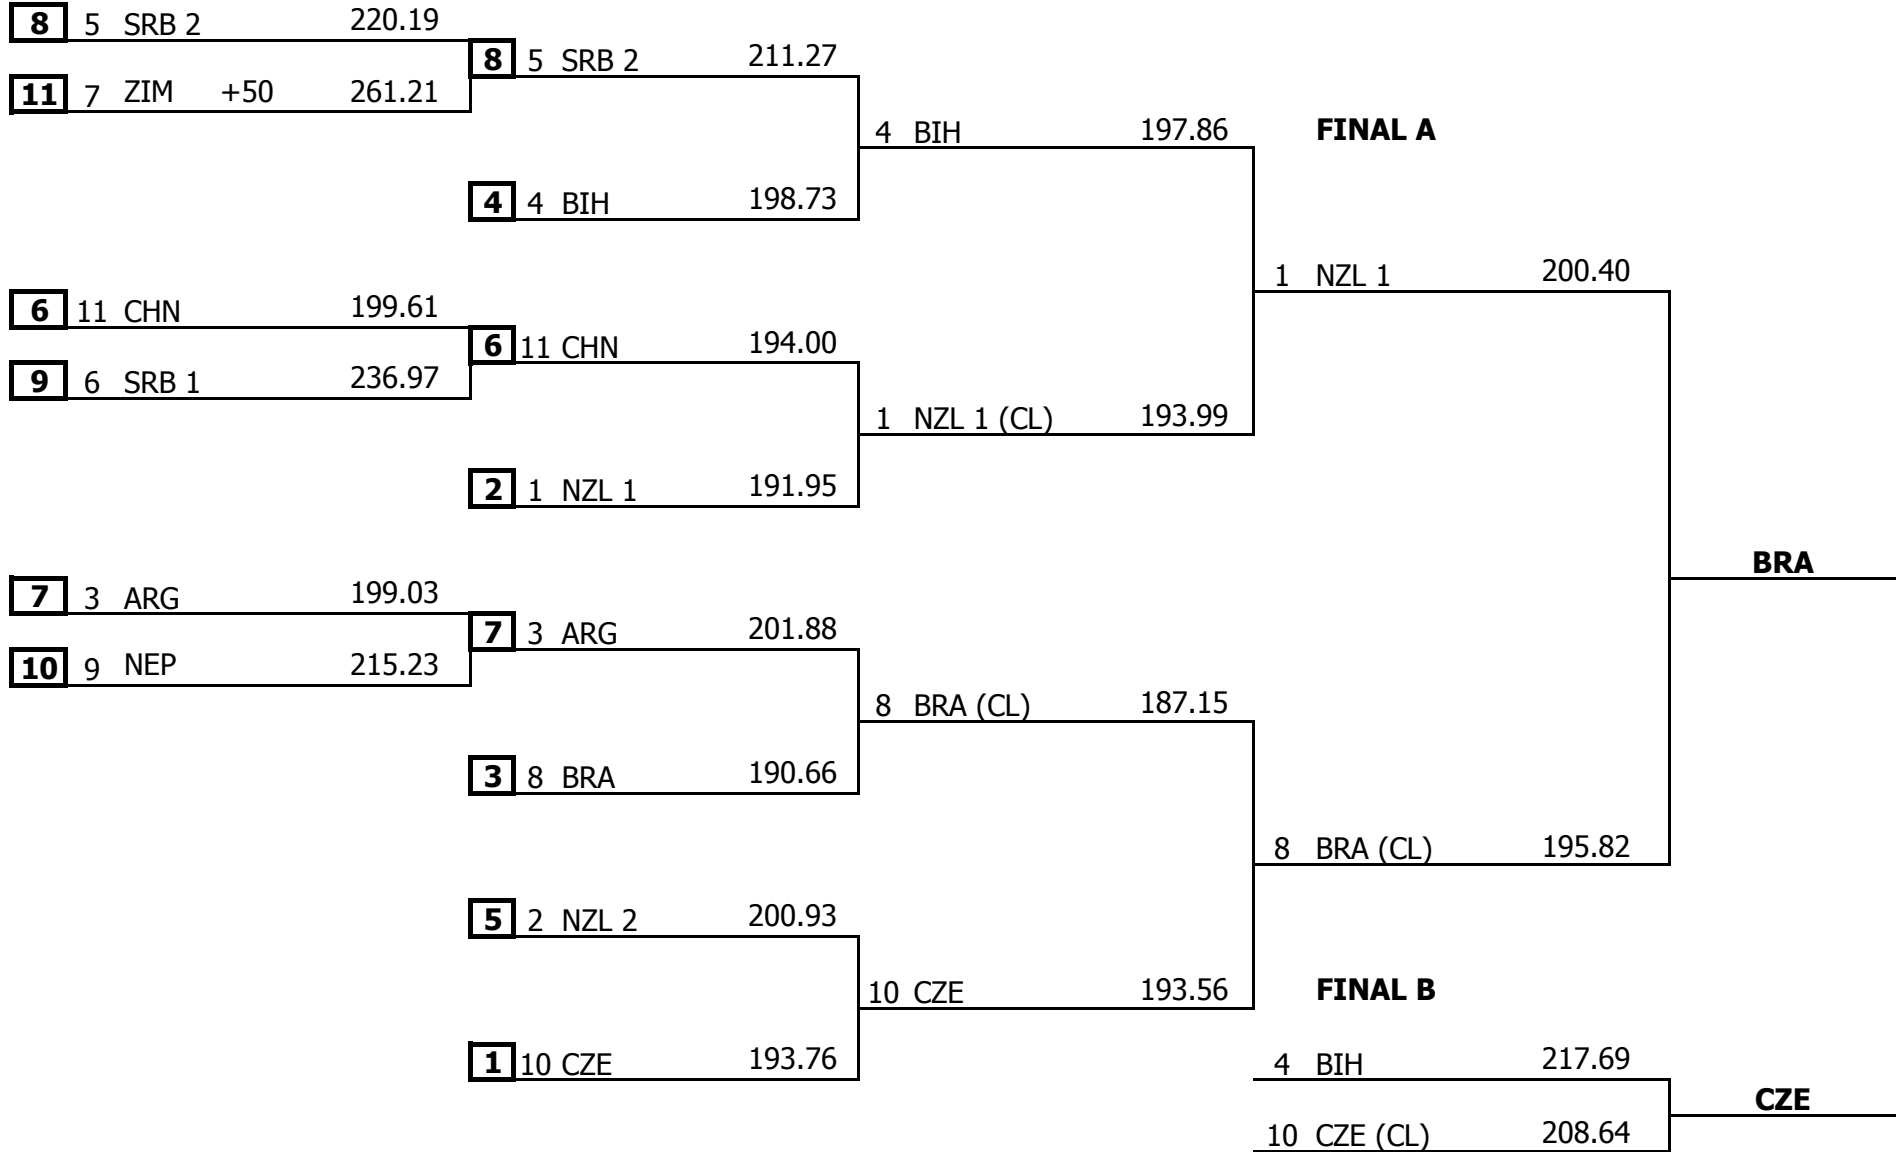 8 5 SRB 2 220.19
8 5 SRB 2 211.27
11 7 ZIM +50 261.21
4 BIH 197.86 FINAL A
4 4 BIH 198.73
1 NZL 1 200.40
6 11 CHN 199.61
6 11 CHN 194.00
9 6 SRB 1 236.97
1 NZL 1 (CL) 193.99
2 1 NZL 1 191.95
BRA
7 3 ARG 199.03
7 3 ARG 201.88
10 9 NEP 215.23
8 BRA (CL) 187.15
3 8 BRA 190.66
8 BRA (CL) 195.82
5 2 NZL 2 200.93
10 CZE 193.56 FINAL B
1 10 CZE 193.76 4 BIH 217.69
CZE
10 CZE (CL) 208.64